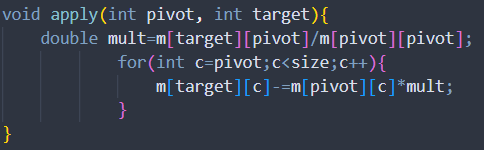 void apply(int pivot, int target){
    double mult=m[target][pivot]/m[pivot][pivot];
            for(int c=pivot;c<size;c++){
                m[target][c]-=m[pivot][c]*mult;
            }
}